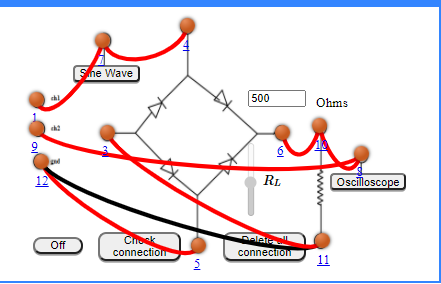 4
7
Sine Wave
500
Ohms
ch1
1
ch2
9
3
6
10
8
gnd
12
R_L
Oscilloscope
Off
Check connection
Delete all connection
5
11